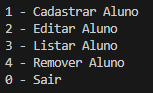 1 - Cadastrar Aluno
2 - Editar Aluno
3 - Listar Aluno
4 - Remover Aluno
0 - Sair